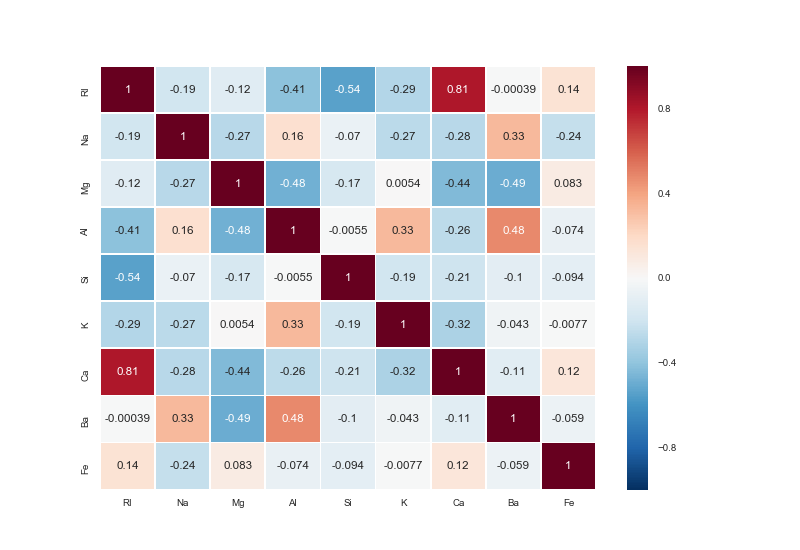 RI 1 -0.19 -0.12 -0.41 -0.54 -0.29 0.81 -0.00039 0.14
Na -0.19 1 -0.27 0.16 -0.07 -0.27 -0.28 0.33 -0.24
Mg -0.12 -0.27 1 -0.48 -0.17 0.0054 -0.44 -0.49 0.083
Al -0.41 0.16 -0.48 1 -0.0055 0.33 -0.26 0.48 -0.074
Si -0.54 -0.07 -0.17 -0.0055 1 -0.19 -0.21 -0.1 -0.094
K -0.29 -0.27 0.0054 0.33 -0.19 1 -0.32 -0.043 -0.0077
Ca 0.81 -0.28 -0.44 -0.26 -0.21 -0.32 1 -0.11 0.12
Ba -0.00039 0.33 -0.49 0.48 -0.1 -0.043 -0.11 1 -0.059
Fe 0.14 -0.24 0.083 -0.074 -0.094 -0.0077 0.12 -0.059 1
RI Na Mg Al Si K Ca Ba Fe
0.8
0.4
0.0
−0.4
−0.8